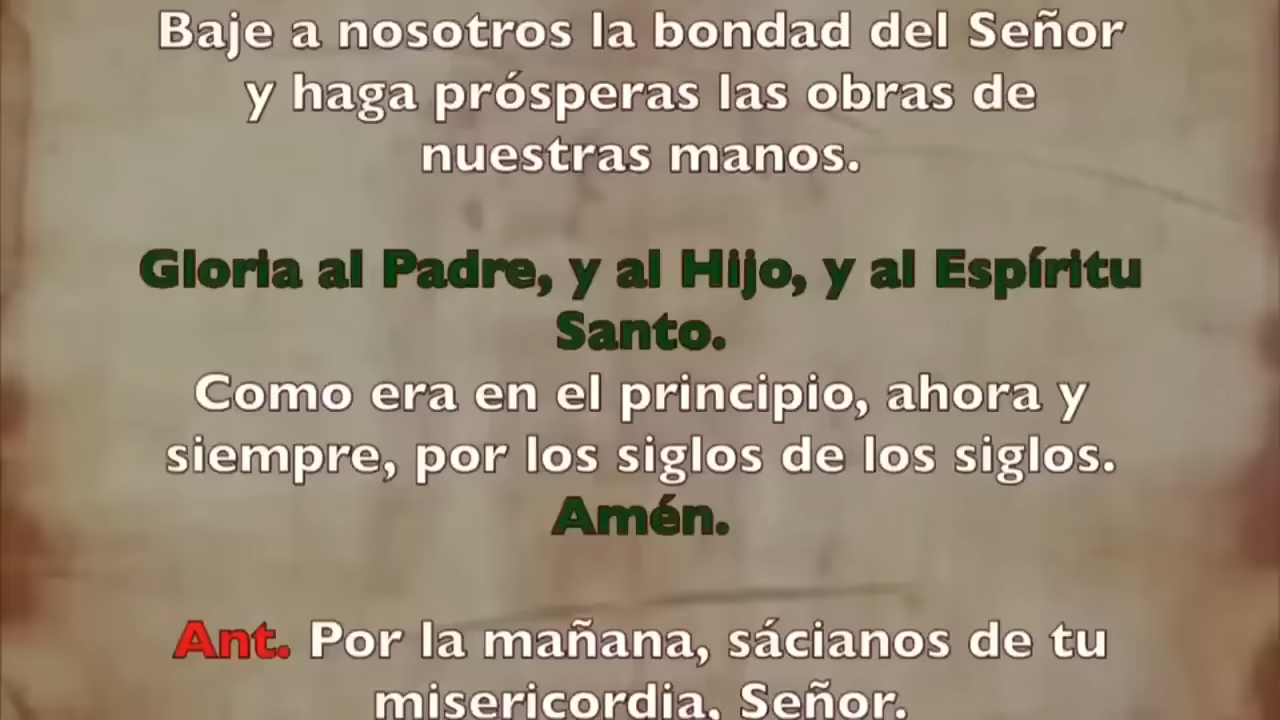 Baje a nosotros la bondad del Señor
y haga prósperas las obras de
nuestras manos.
Gloria al Padre, y al Hijo, y al Espíritu
Santo.
Como era en el principio, ahora y
siempre, por los siglos de los siglos.
Amén.
Ant. Por la mañana, sácianos de tu
misericordia, Señor.